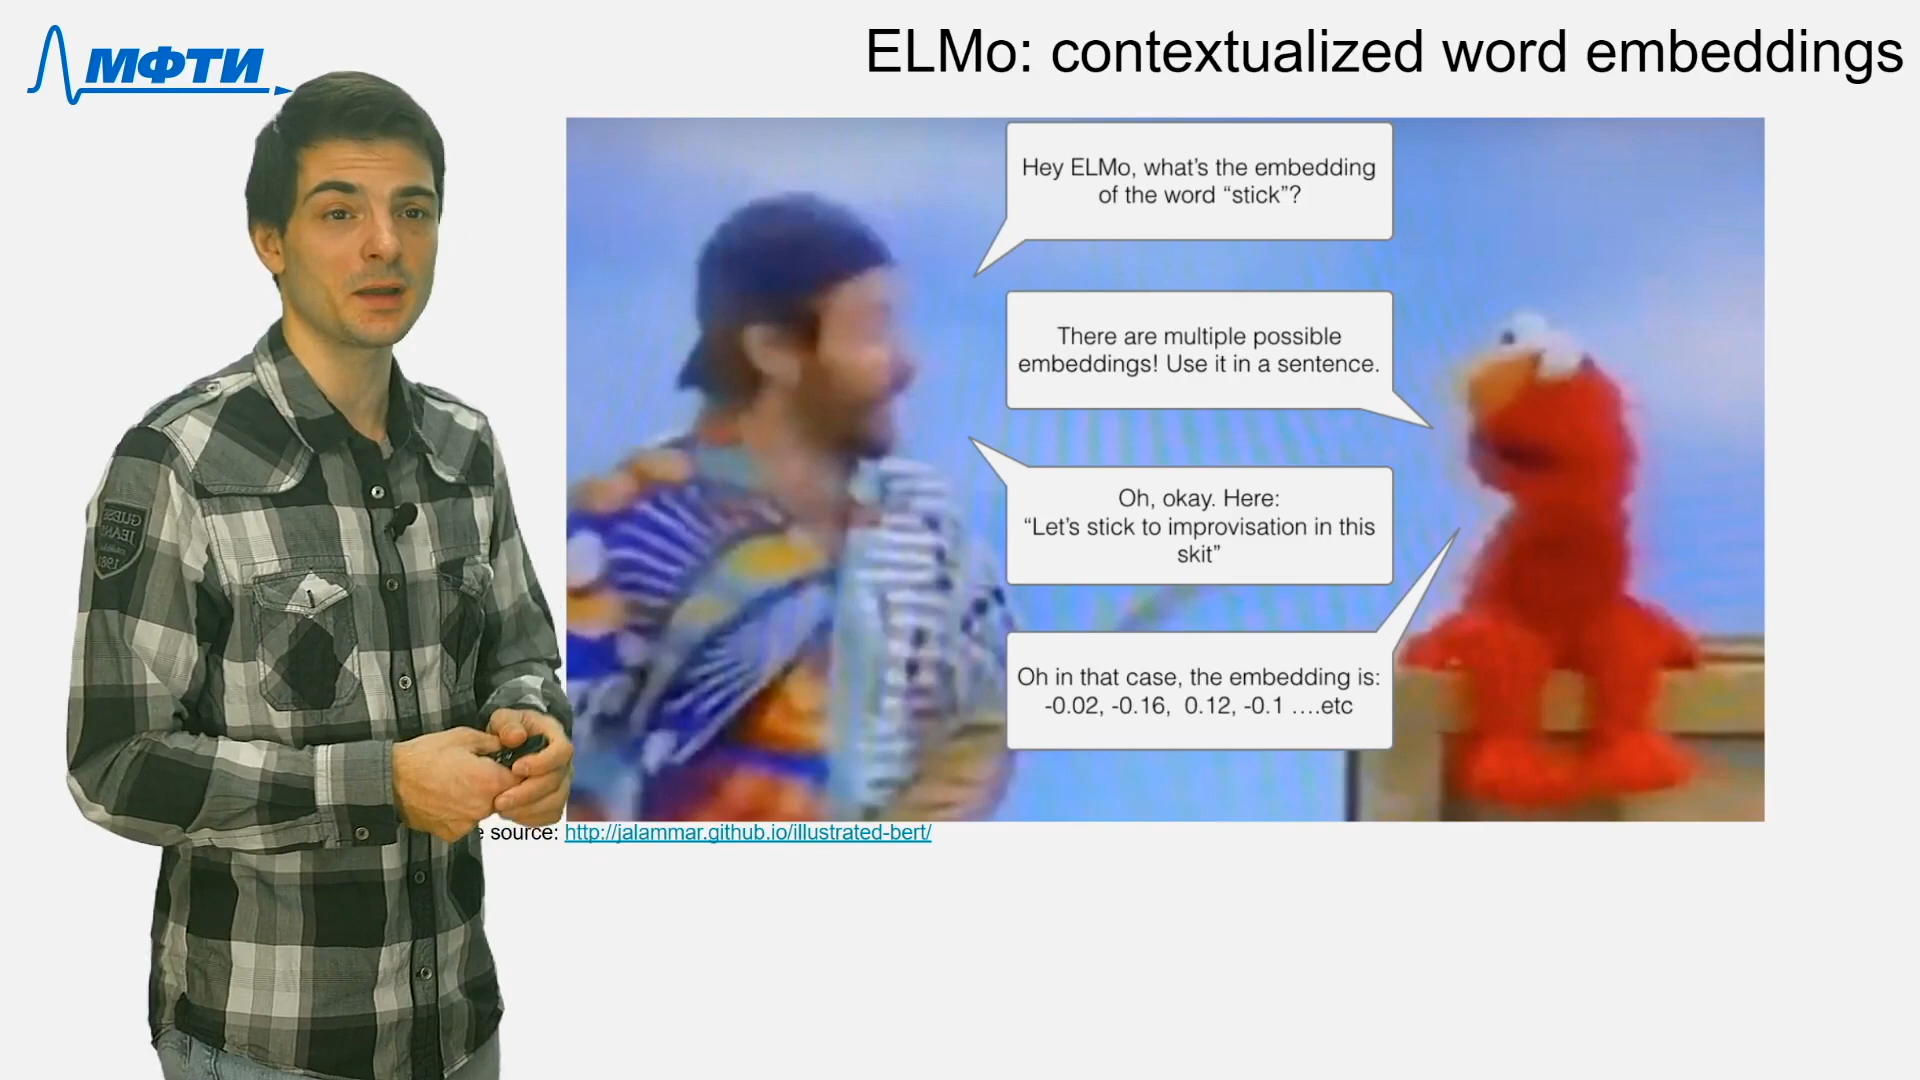 МФТИ
ELMo: contextualized word embeddings
Hey ELMo, what's the embedding
of the word “stick”?
There are multiple possible
embeddings! Use it in a sentence.
Oh, okay. Here:
“Let's stick to improvisation in this
skit”
Oh in that case, the embedding is:
-0.02, -0.16, 0.12, -0.1 ….etc
source: http://jalammar.github.io/illustrated-bert/